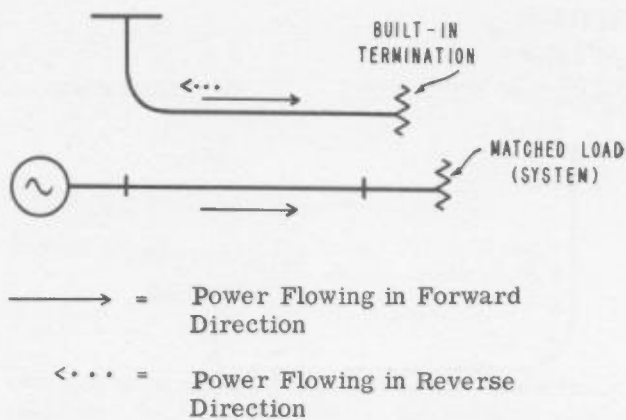 BUILT-IN
TERMINATION
MATCHED LOAD
(SYSTEM)
= Power Flowing in Forward
Direction
= Power Flowing in Reverse
Direction